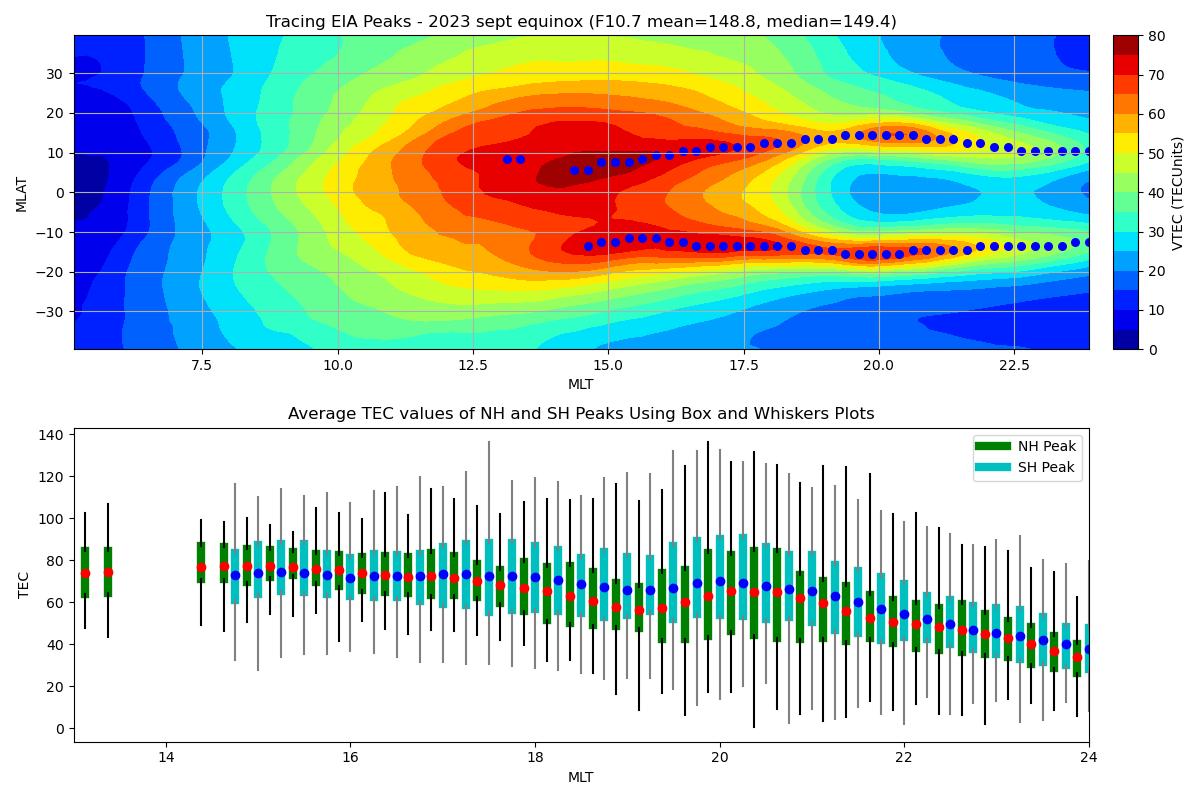 Tracing EIA Peaks - 2023 sept equinox (F10.7 mean=148.8, median=149.4)
MLAT
30
20
10
0
−10
−20
−30
7.5 10.0 12.5 15.0 17.5 20.0 22.5
MLT
80
70
60
50
40
30
20
10
0
VTEC (TECUnits)
Average TEC values of NH and SH Peaks Using Box and Whiskers Plots
TEC
140
120
100
80
60
40
20
0
NH Peak
SH Peak
14 16 18 20 22 24
MLT